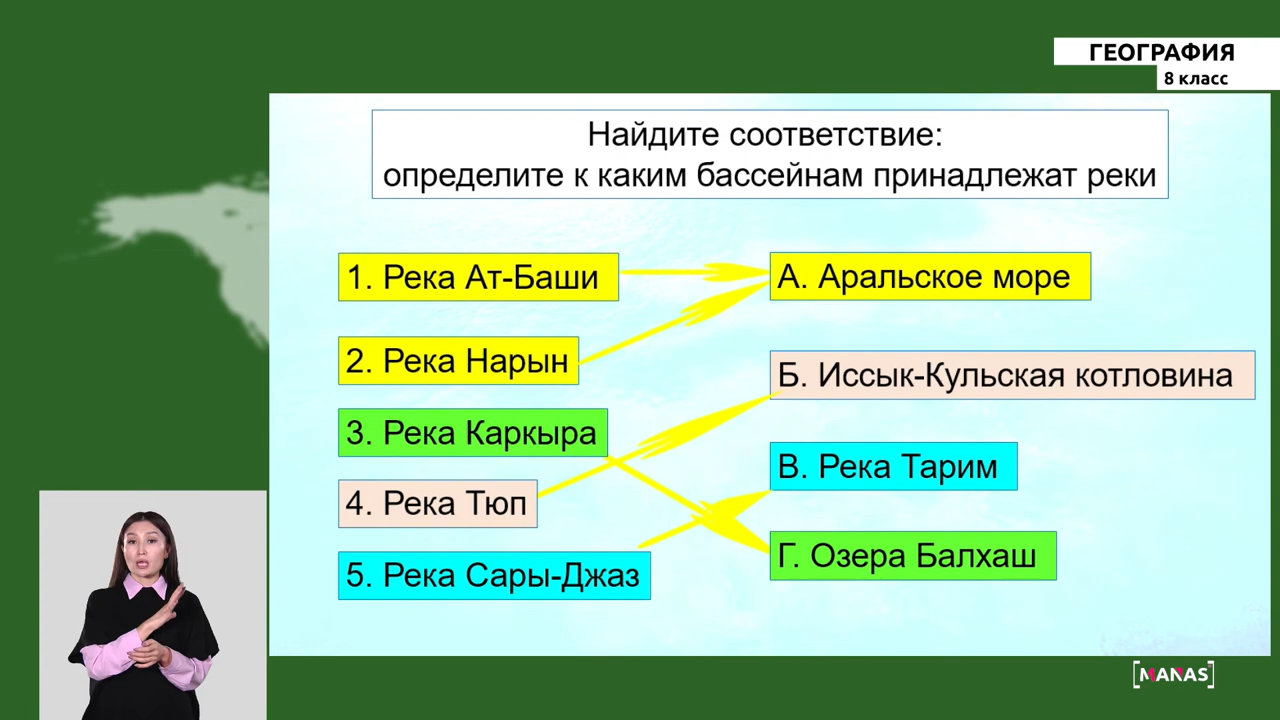 ГЕОГРАФИЯ
8 класс
Найдите соответствие:
определите к каким бассейнам принадлежат реки
1. Река Ат-Баши
2. Река Нарын
3. Река Каркыра
4. Река Тюп
5. Река Сары-Джаз
А. Аральское море
Б. Иссык-Кульская котловина
В. Река Тарим
Г. Озера Балхаш
[MANAS]